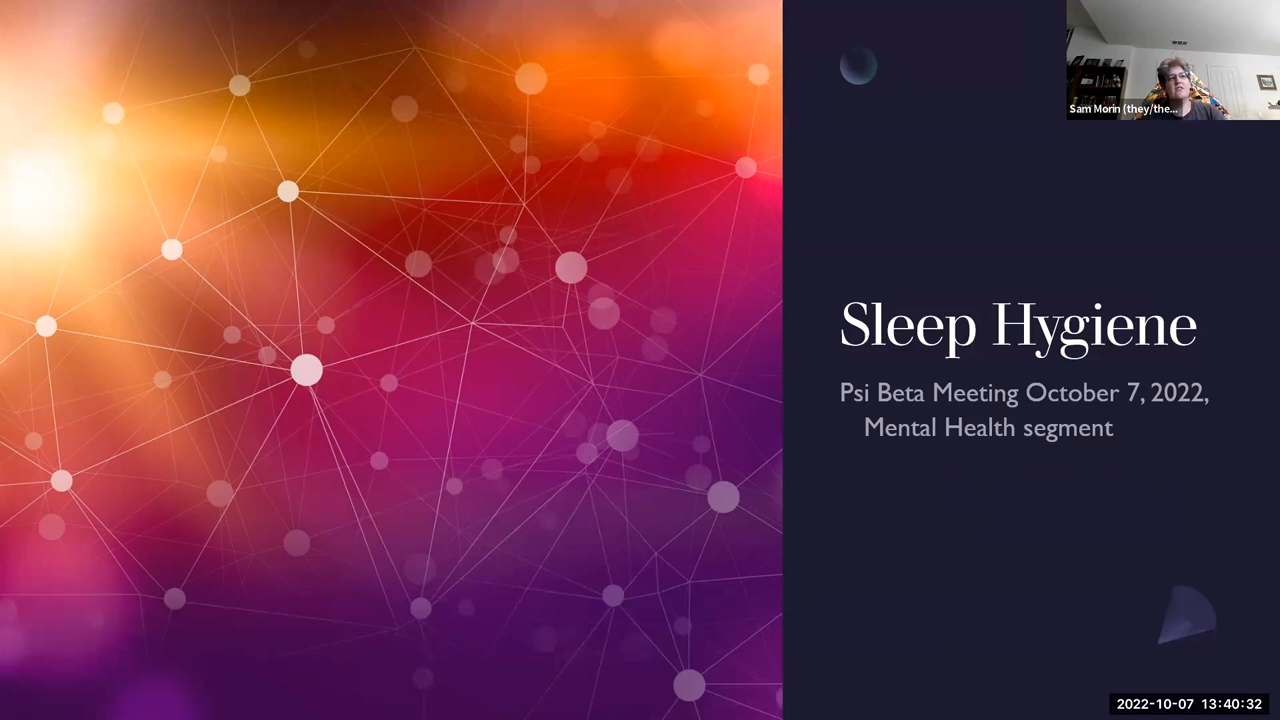 Sam Morin (they/the...
Sleep Hygiene
Psi Beta Meeting October 7, 2022,
Mental Health segment
2022-10-07 13:40:32